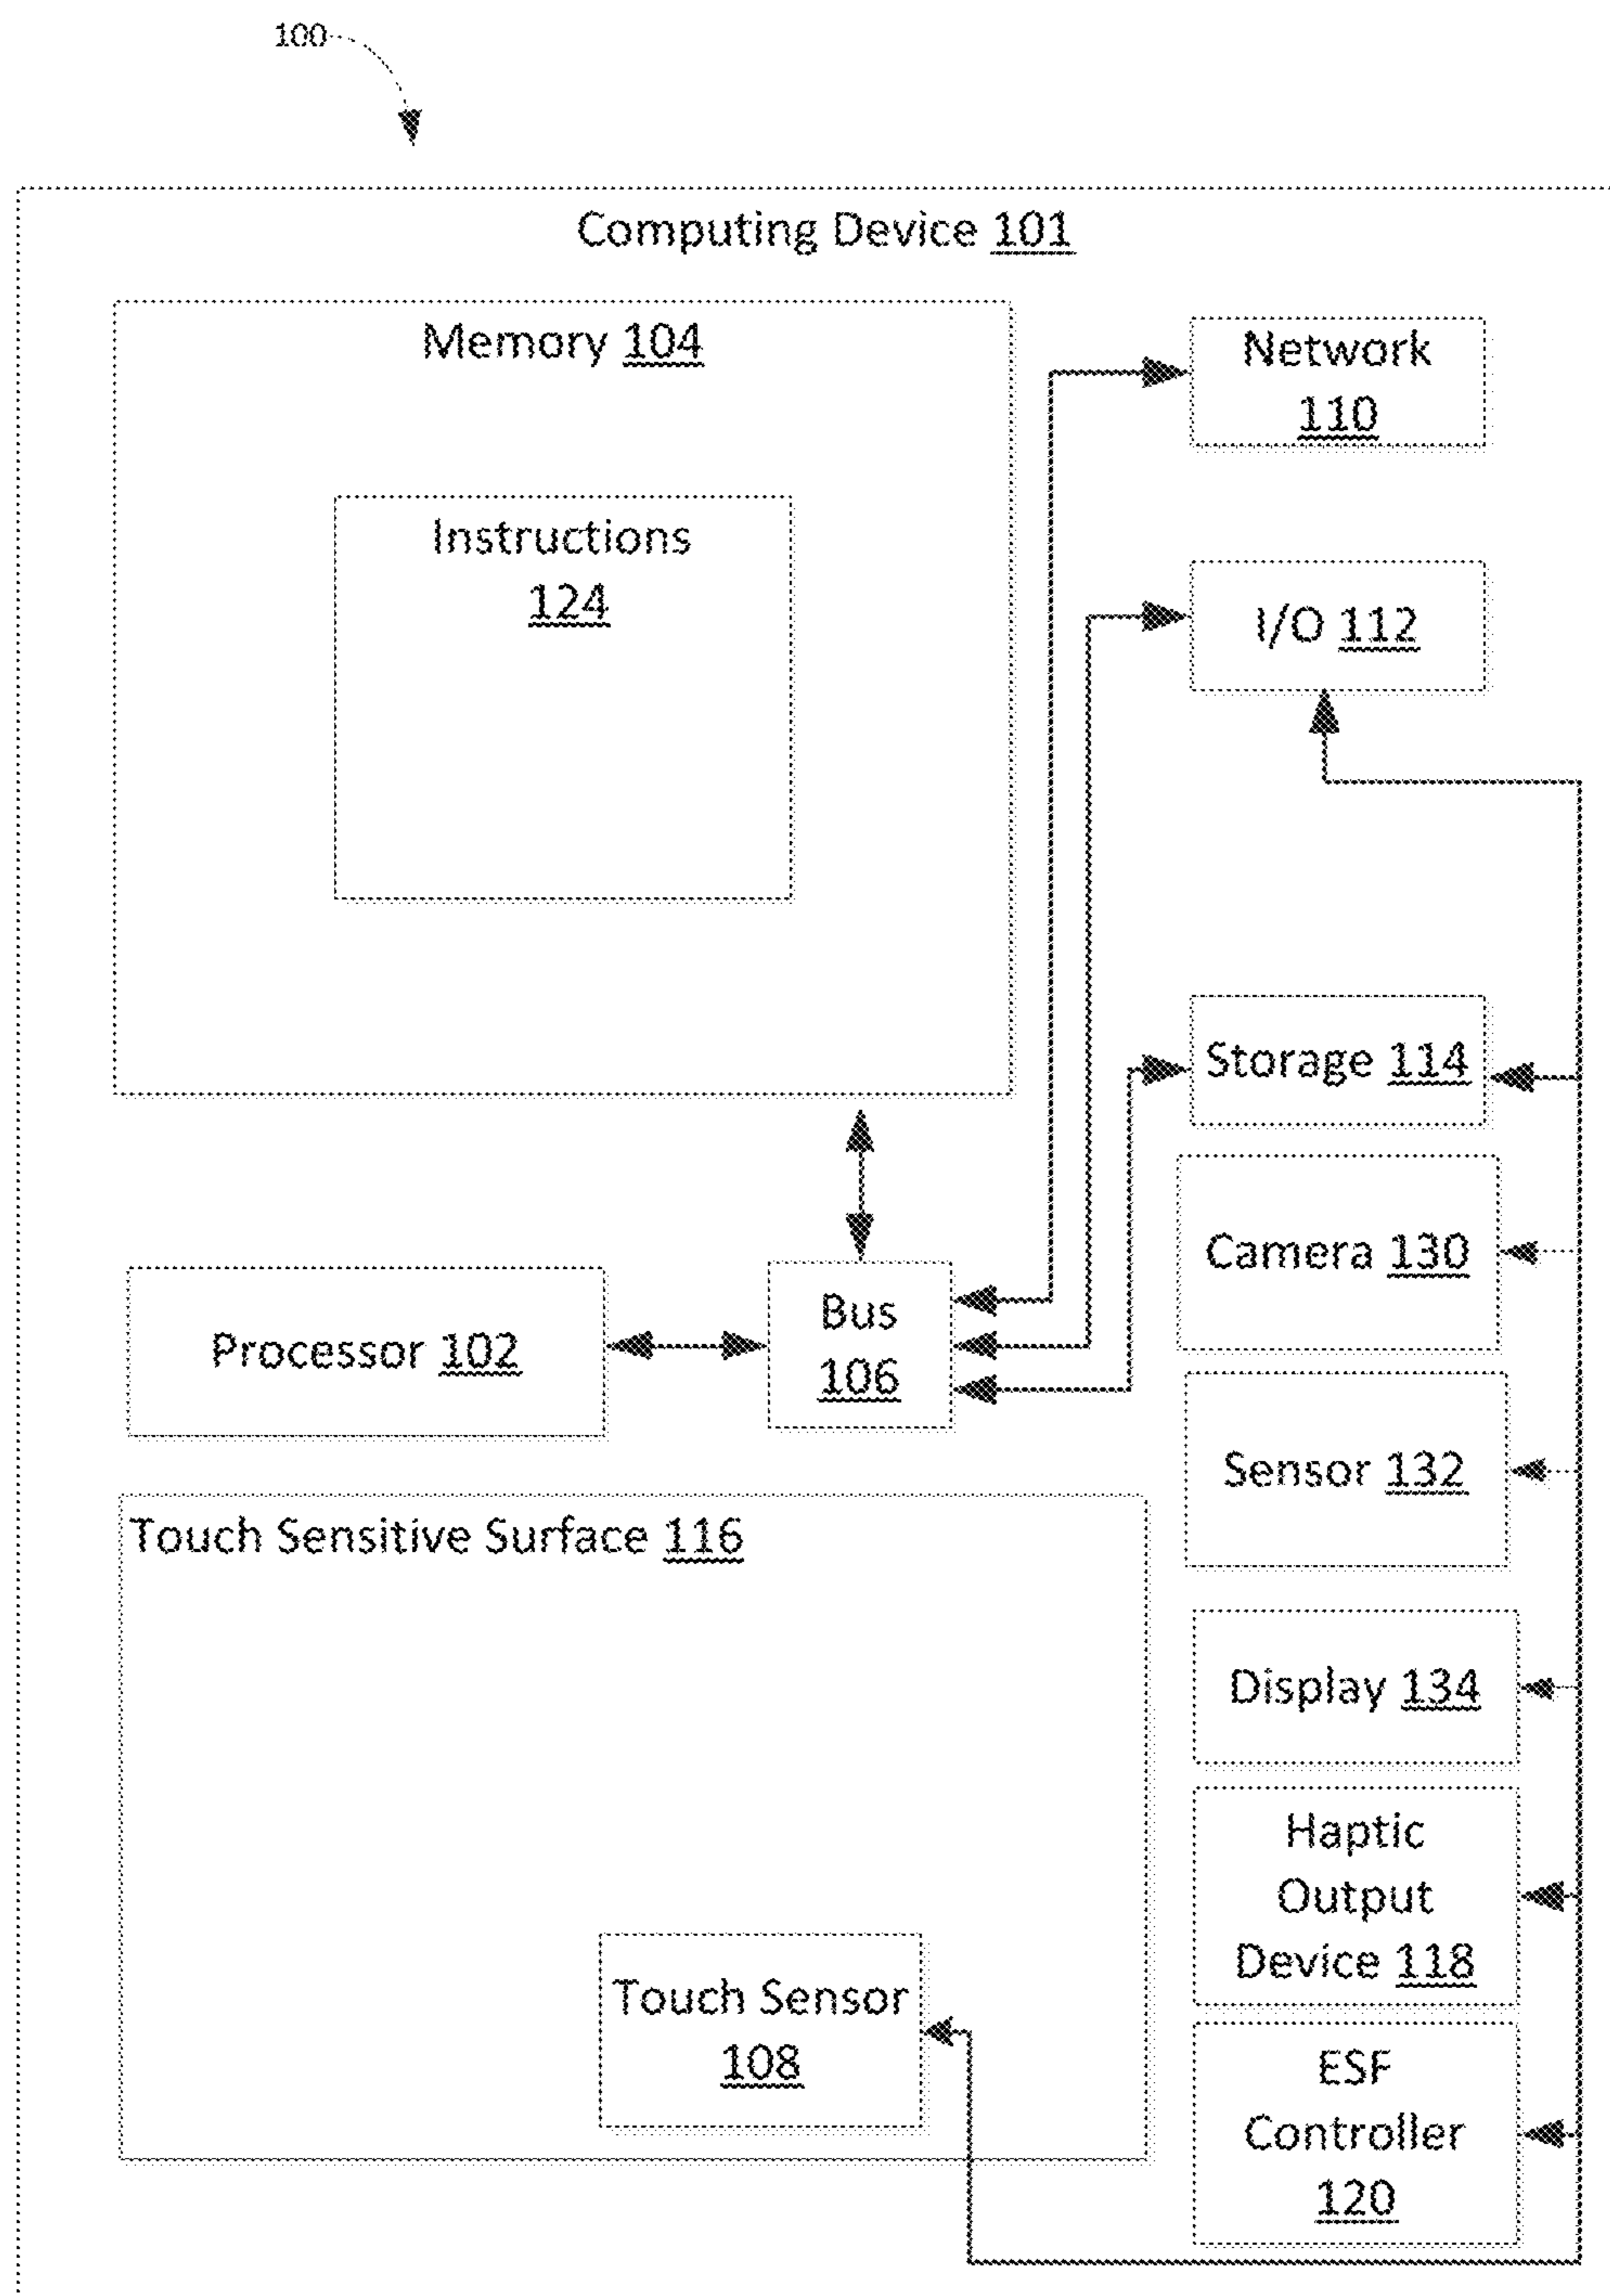 100
Computing Device 101
Memory 104
Instructions
124
Network
110
I/O 112
Storage 114
Camera 130
Processor 102
Bus
106
Sensor 132
Touch Sensitive Surface 116
Display 134
Haptic
Output
Device 118
Touch Sensor
108
ESF
Controller
120